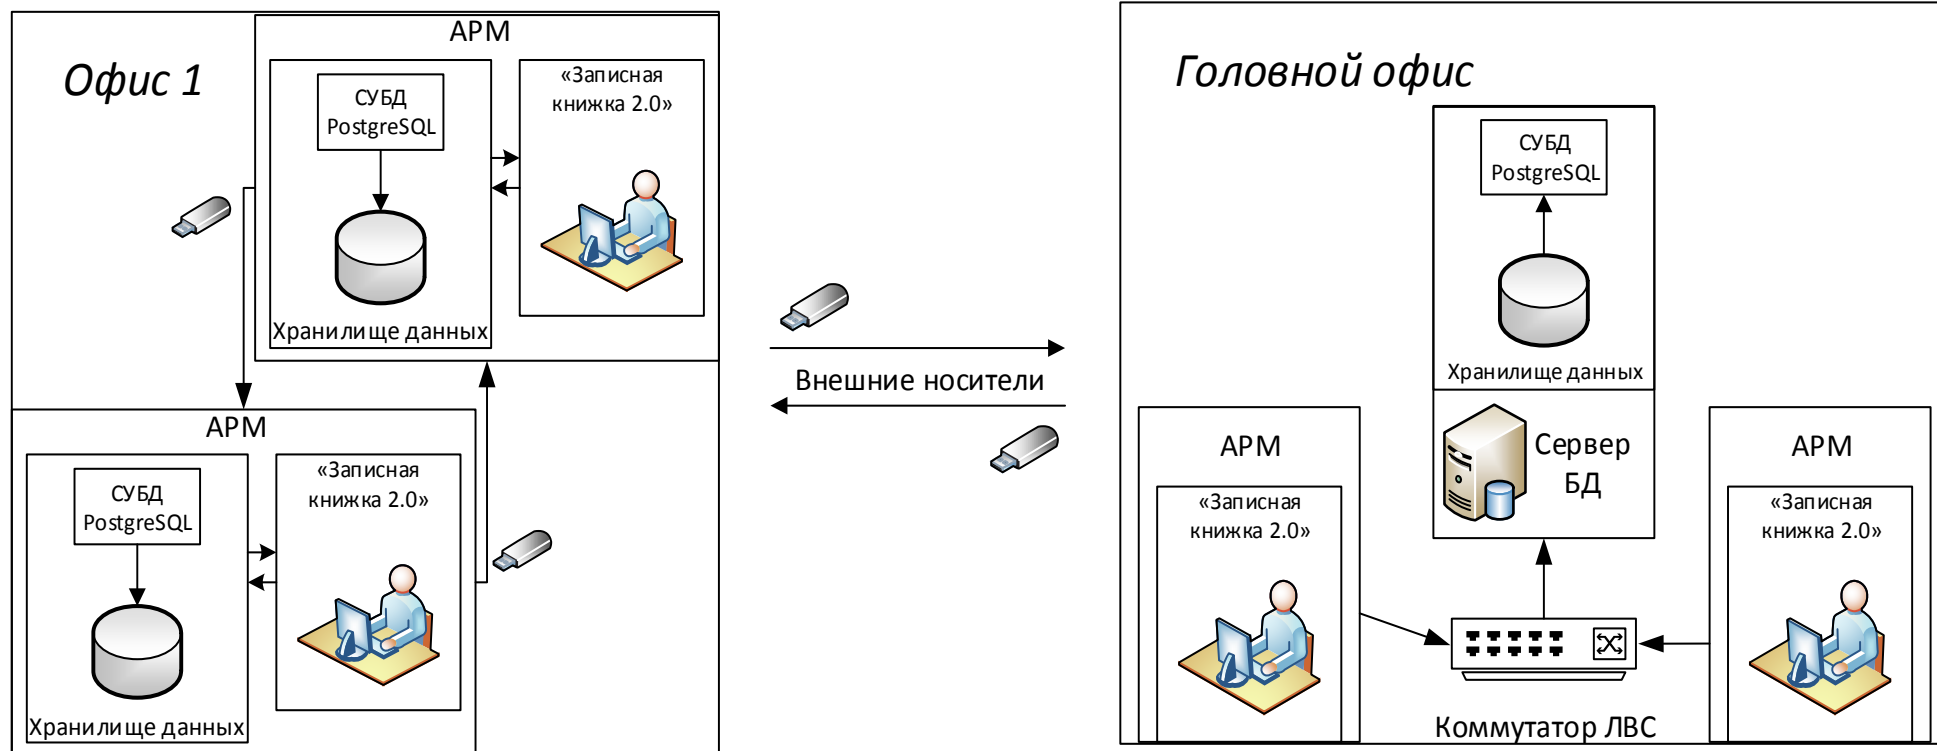 Офис 1
АРМ
СУБД
PostgreSQL
Хранилище данных
«Записная
книжка 2.0»
АРМ
СУБД
PostgreSQL
Хранилище данных
«Записная
книжка 2.0»
Внешние носители
Головной офис
СУБД
PostgreSQL
Хранилище данных
Сервер
БД
АРМ
«Записная
книжка 2.0»
АРМ
«Записная
книжка 2.0»
Коммутатор ЛВС